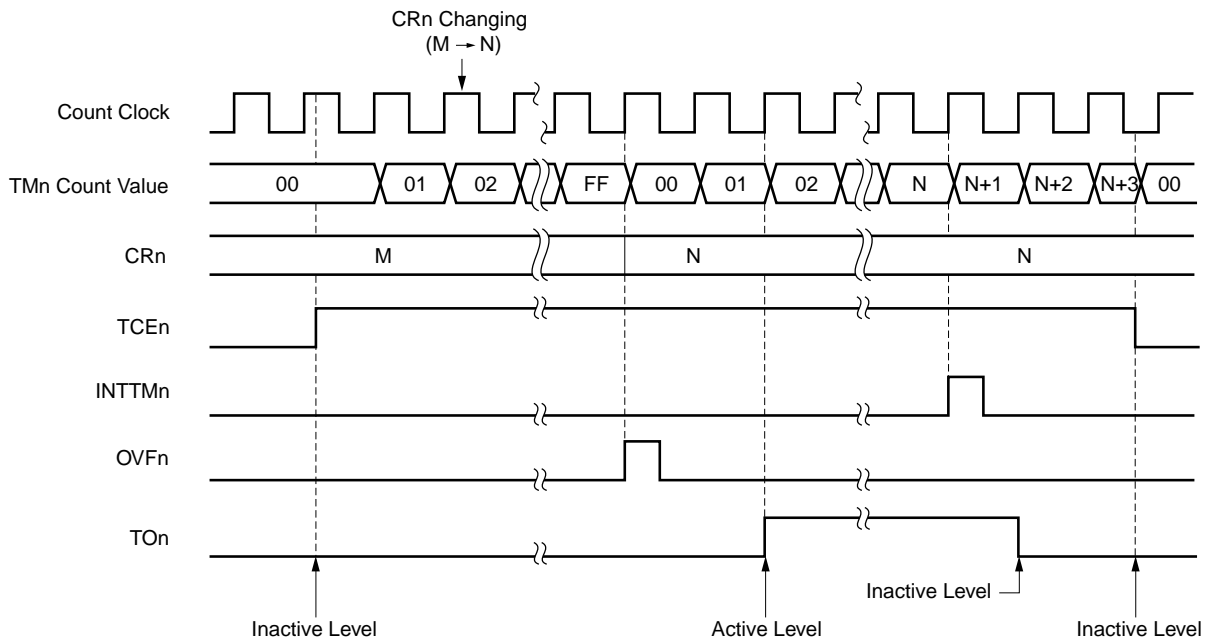 CRn Changing
(M → N)
Count Clock
TMn Count Value 00 01 02 FF 00 01 02 N N+1 N+2 N+3 00
CRn M N N
TCEn
INTTMn
OVFn
TOn
Inactive Level
Inactive Level Active Level Inactive Level